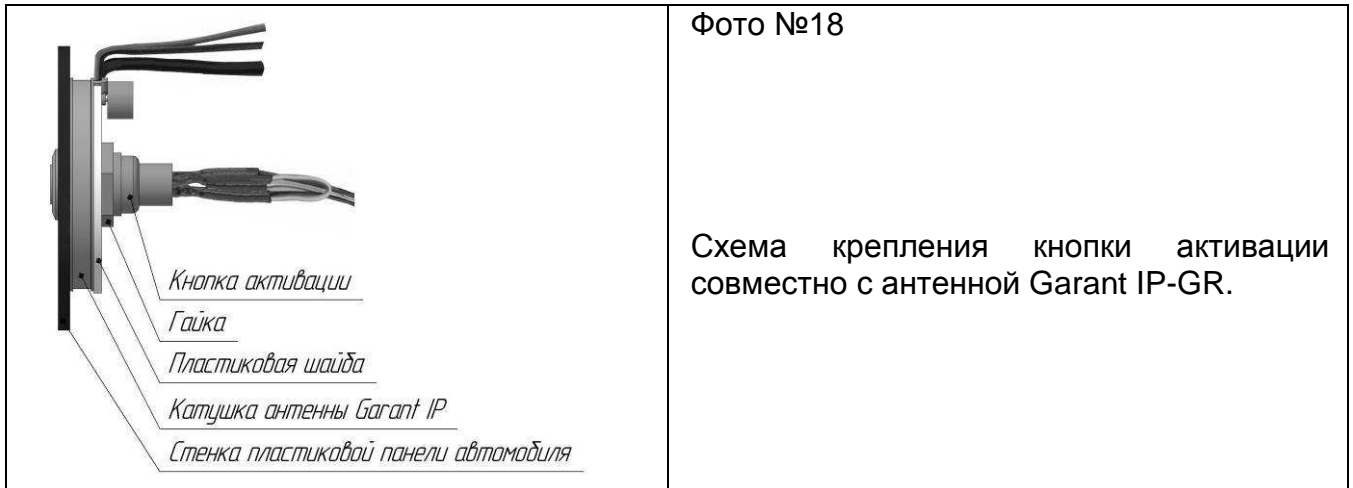 Фото №18
Схема крепления кнопки активации
совместно с антенной Garant IP-GR.
Кнопка активации
Гайка
Пластиковая шайба
Катушка антенны Garant IP
Стенка пластиковой панели автомобиля